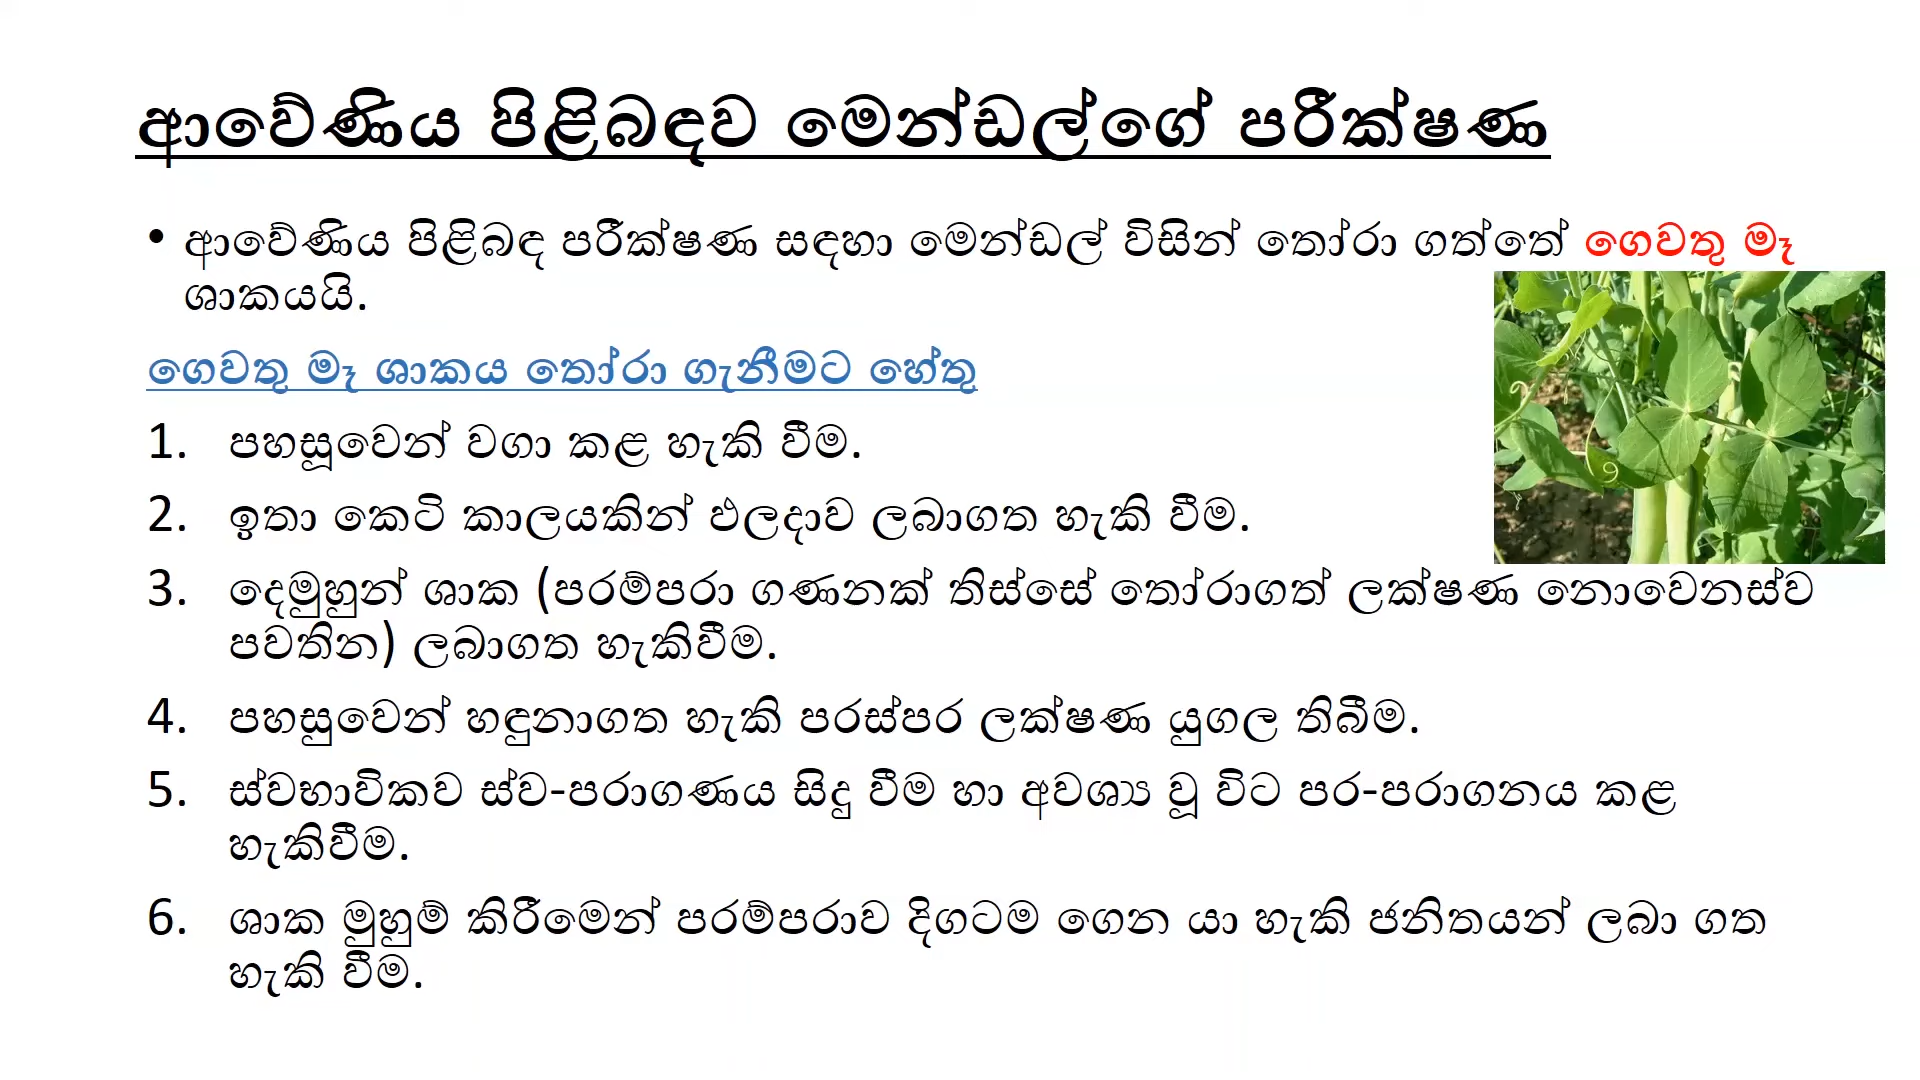 ආවේණිය පිළිබඳව මෙන්ඩල්ගේ පරීක්ෂණ
• ආවේණිය පිළිබඳ පරීක්ෂණ සඳහා මෙන්ඩල් විසින් තෝරා ගත්තේ ගෙවතු මෑ
ශාකයයි.
ගෙවතු මෑ ශාකය තෝරා ගැනීමට හේතු
1. පහසූවෙන් වගා කළ හැකි වීම.
2. ඉතා කෙටි කාලයකින් ඵලදාව ලබාගත හැකි වීම.
3. දෙමුහුන් ශාක (පරම්පරා ගණනක් තිස්සේ තෝරාගත් ලක්ෂණ නොවෙනස්ව
පවතින) ලබාගත හැකිවීම.
4. පහසුවෙන් හඳුනාගත හැකි පරස්පර ලක්ෂණ යුගල තිබීම.
5. ස්වභාවිකව ස්ව-පරාගණය සිදු වීම හා අවශ්‍ය වූ විට පර-පරාගනය කළ
හැකිවීම.
6. ශාක මුහුම් කිරීමෙන් පරම්පරාව දිගටම ගෙන යා හැකි ජනිතයන් ලබා ගත
හැකි වීම.